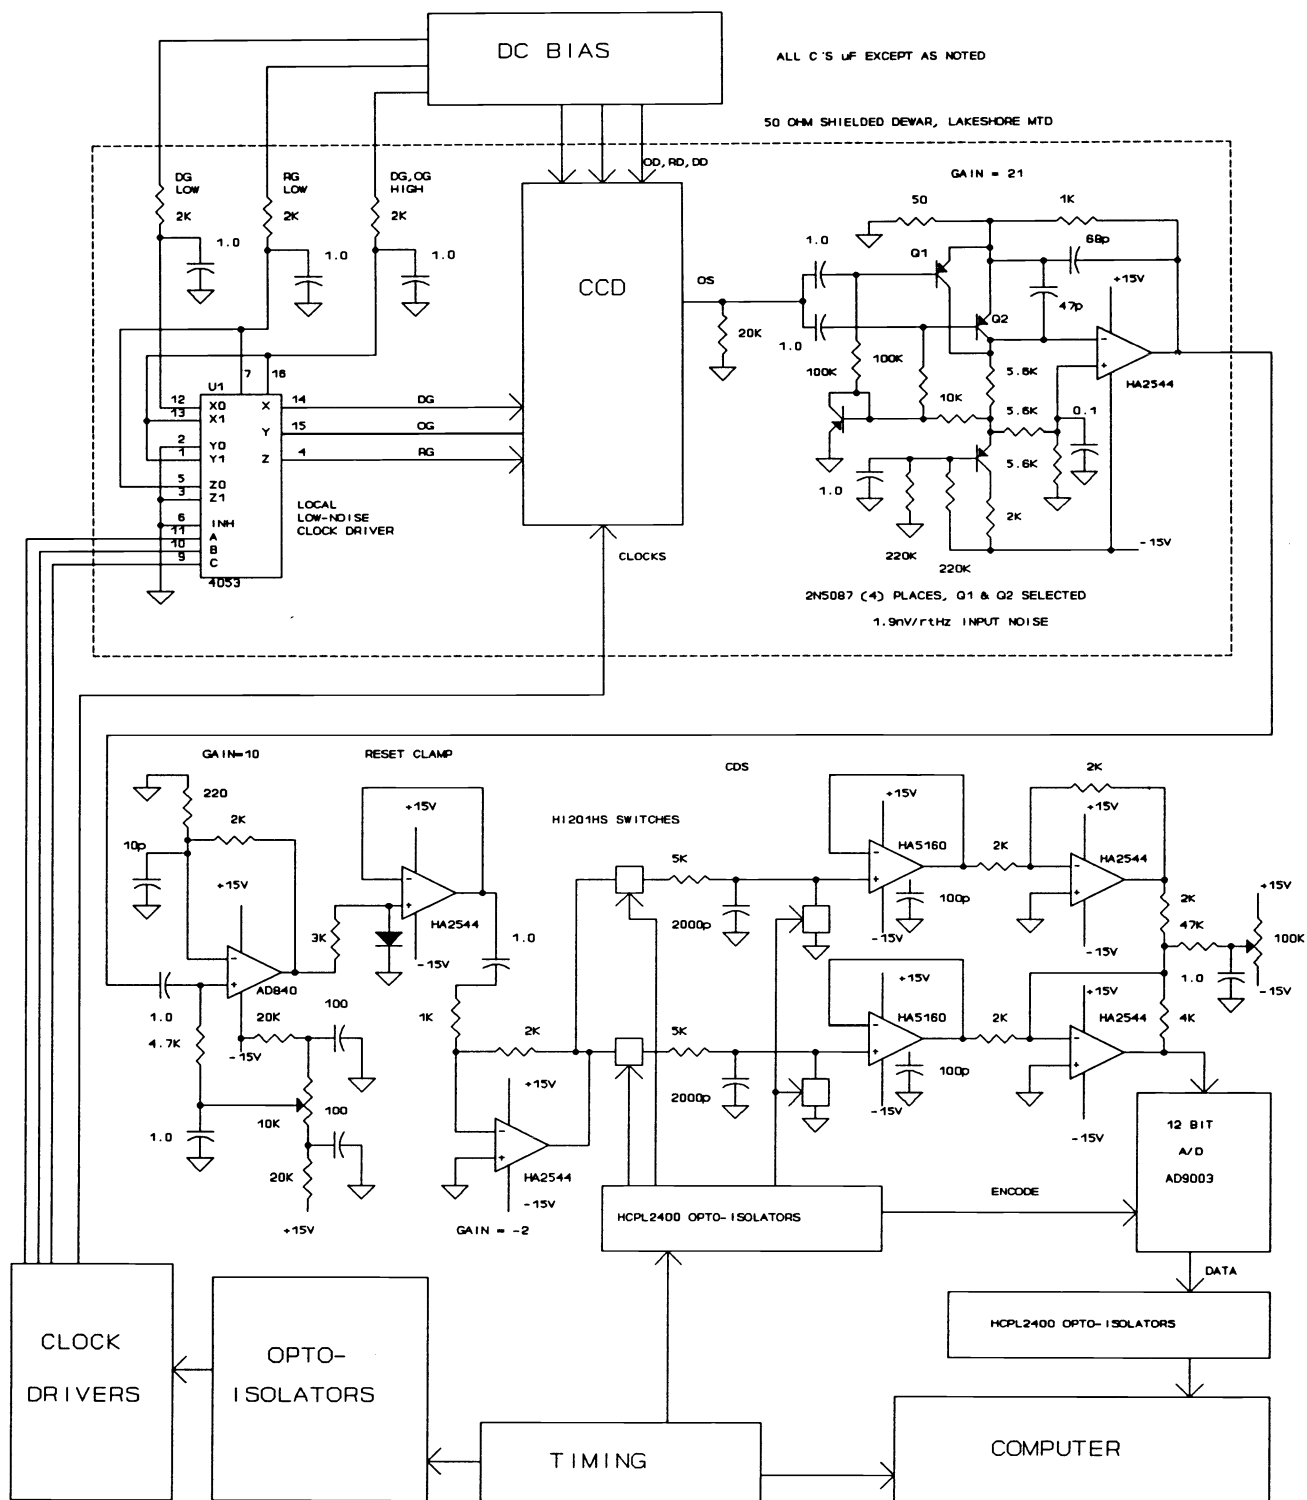 DC BIAS
ALL C'S uF EXCEPT AS NOTED
50 OHM SHIELDED DEWAR, LAKESHORE MTD
OD, RD, DD
DG
LOW
2K
1.0
RG
LOW
2K
1.0
DG, OG
HIGH
2K
1.0
GAIN = 21
50
1K
68p
1.0
Q1
+15V
47p
CCD
OS
20K
Q2
1.0
100K
100K
5.6K
HA2544
7
16
U1
12
X0
X
14
DG
13
X1
Y
15
OG
2
Y0
1
Y1
Z
4
RG
5
Z0
3
Z1
6
INH
11
A
10
B
9
C
4053
LOCAL
LOW-NOISE
CLOCK DRIVER
10K
5.6K
0.1
5.6K
1.0
2K
220K
220K
-15V
CLOCKS
2N5087 (4) PLACES, Q1 & Q2 SELECTED
1.9nV/rtHz INPUT NOISE
GAIN=10
RESET CLAMP
CDS
220
2K
10p
+15V
3K
AD840
1.0
4.7K
20K
100
-15V
10K
100
1.0
20K
+15V
+15V
HA2544
-15V
1.0
1K
2K
+15V
HA2544
-15V
GAIN = -2
HI201HS SWITCHES
5K
2000p
+15V
HA5160
100p
-15V
2K
2K
+15V
HA2544
-15V
2K
47K
+15V
100K
1.0
-15V
5K
2000p
+15V
HA5160
100p
-15V
2K
+15V
HA2544
4K
-15V
12 BIT
A/D
AD9003
HCPL2400 OPTO-ISOLATORS
ENCODE
DATA
HCPL2400 OPTO-ISOLATORS
CLOCK
DRIVERS
OPTO-
ISOLATORS
TIMING
COMPUTER